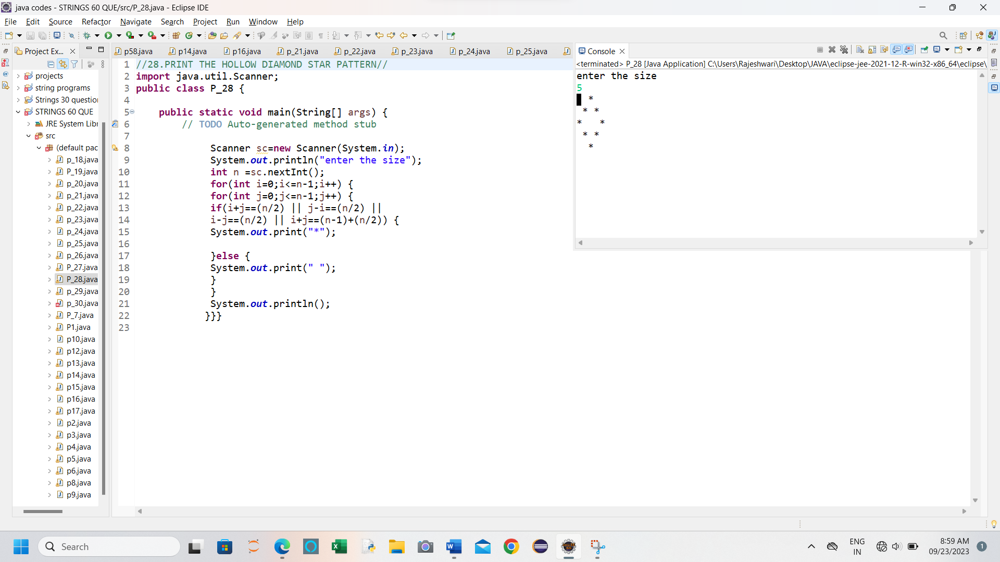 java codes - STRINGS 60 QUE/src/P_28.java - Eclipse IDE
File Edit Source Refactor Navigate Search Project Run Window Help
Project Ex...
p58.java p14.java p16.java p_21.java p_22.java p_23.java p_24.java p_25.java
projects
string programs
Strings 30 question
STRINGS 60 QUE
JRE System Libr
src
(default pac
p_18.java
P_19.java
p_20.java
p_21.java
p_22.java
p_23.java
p_24.java
p_25.java
p_26.java
P_27.java
P_28.java
p_29.java
p_30.java
P_7.java
P1.java
p10.java
p12.java
p13.java
p14.java
p15.java
p16.java
p17.java
p2.java
p3.java
p4.java
p5.java
p6.java
p8.java
p9.java
1 //28.PRINT THE HOLLOW DIAMOND STAR PATTERN//
2 import java.util.Scanner;
3 public class P_28 {
4
5 public static void main(String[] args) {
6 // TODO Auto-generated method stub
7
8 Scanner sc=new Scanner(System.in);
9 System.out.println("enter the size");
10 int n =sc.nextInt();
11 for(int i=0;i<=n-1;i++) {
12 for(int j=0;j<=n-1;j++) {
13 if(i+j==(n/2) || j-i==(n/2) ||
14 i-j==(n/2) || i+j==(n-1)+(n/2)) {
15 System.out.print("*");
16
17 }else {
18 System.out.print(" ");
19 }
20 }
21 System.out.println();
22 }}}
23
Console
<terminated> P_28 [Java Application] C:\Users\Rajeshwari\Desktop\JAVA\eclipse-jee-2021-12-R-win32-x86_64\eclipse\
enter the size
5
  *
 * *
*   *
 * *
  *
Search
ENG
IN
8:59 AM
09/23/2023
1